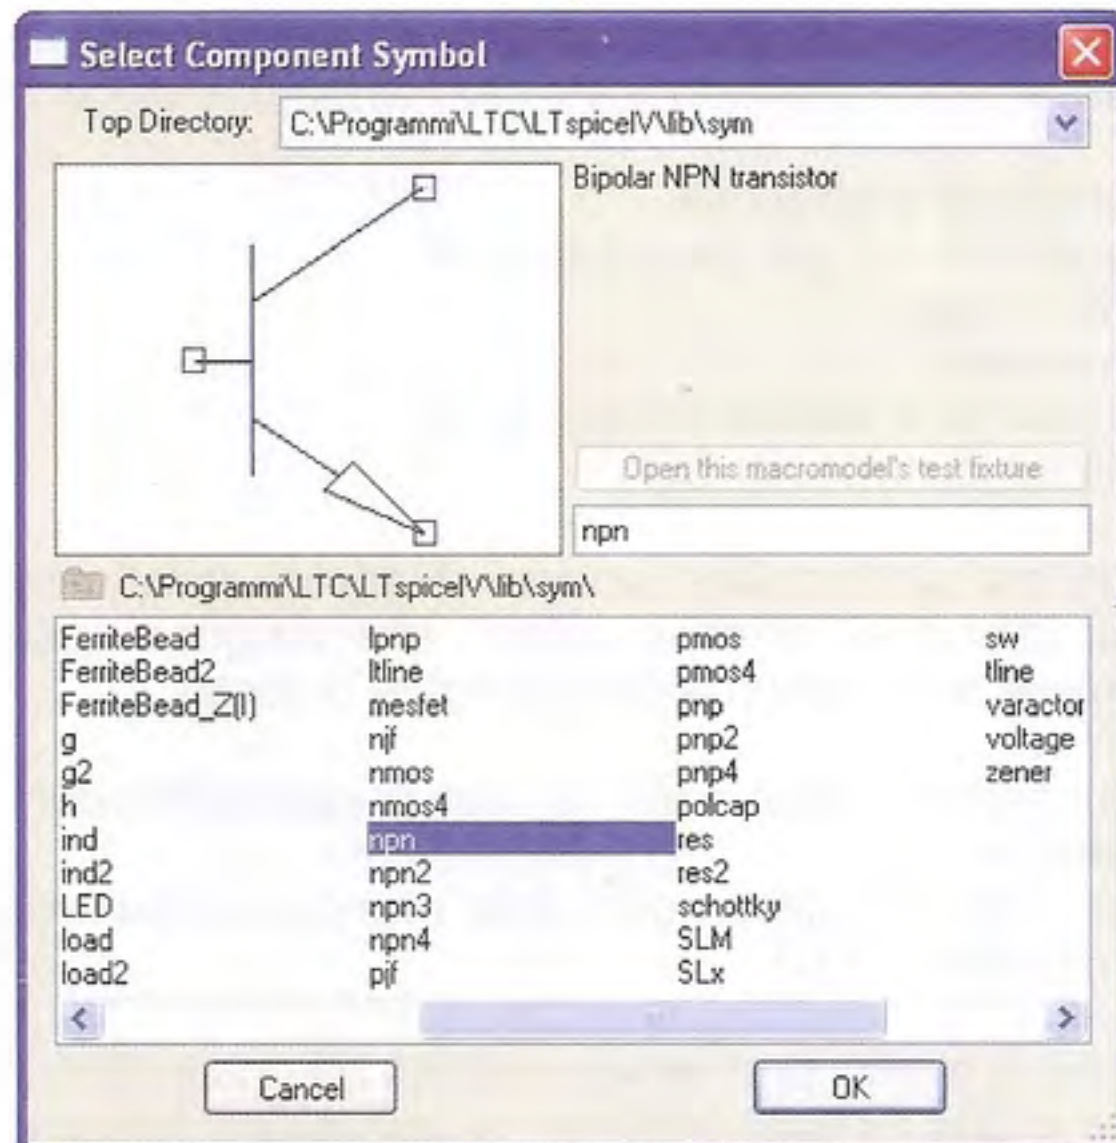 Select Component Symbol
Top Directory: C:\Programmi\LTC\LTspiceIV\lib\sym
Bipolar NPN transistor
Open this macromodel's test fixture
npn
C:\Programmi\LTC\LTspiceIV\lib\sym\
FerriteBead lpnp pmos sw
FerriteBead2 ltline pmos4 tline
FerriteBead_Z(I) mesfet pnp varactor
g njf pnp2 voltage
g2 nmos pnp4 zener
h nmos4 polcap
ind npn res
ind2 npn2 res2
LED npn3 schottky
load npn4 SLM
load2 pjf SLx
Cancel OK